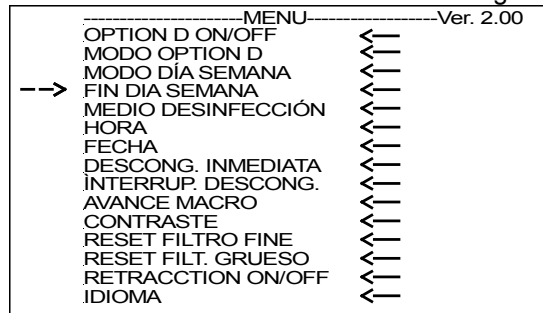 --------------------MENU-----------------Ver. 2.00
OPTION D ON/OFF <—
MODO OPTION D <—
MODO DÍA SEMANA <—
--> FIN DIA SEMANA <—
MEDIO DESINFECCIÓN <—
HORA <—
FECHA <—
DESCONG. INMEDIATA <—
ÌNTERRUP. DESCONG. <—
AVANCE MACRO <—
CONTRASTE <—
RESET FILTRO FINE <—
RESET FILT. GRUESO <—
RETRACCTION ON/OFF <—
IDIOMA <—